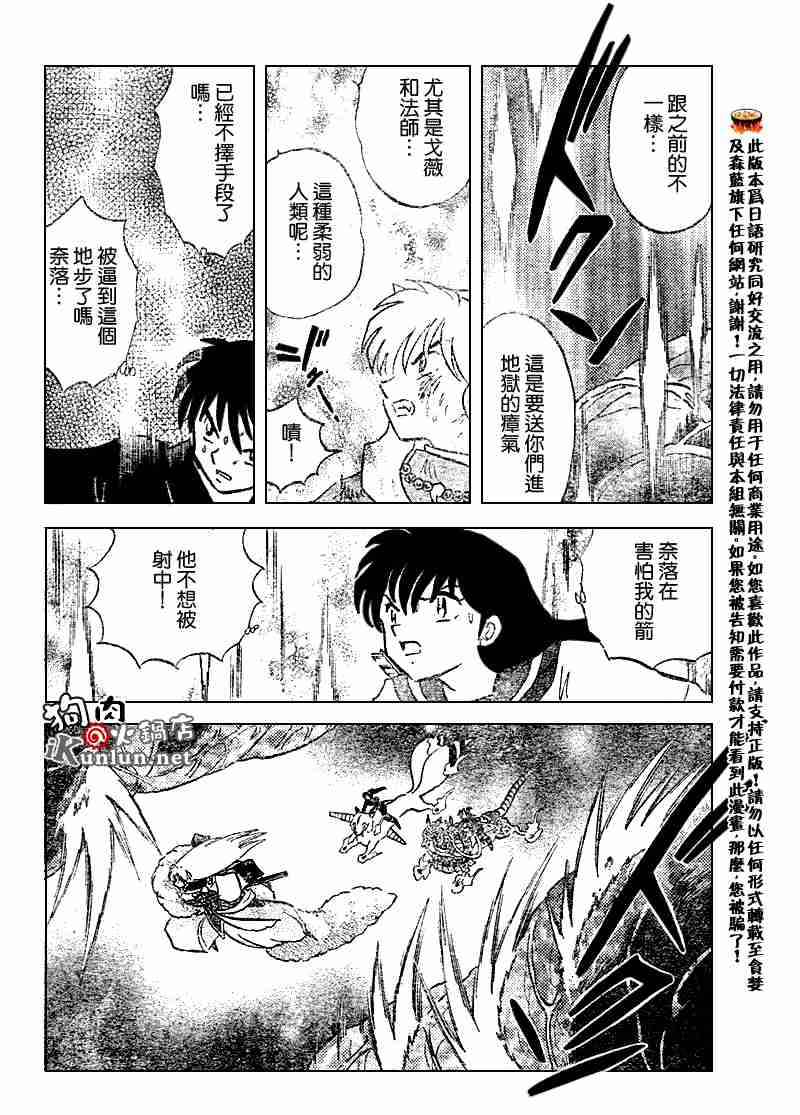 跟之前的不
一樣…
這是要送你們進
地獄的瘴氣
尤其是戈薇
和法師…
這種柔弱的
人類呢…
嘖！
已經不擇手段了
嗎…
被逼到這個
地步了嗎
奈落…
奈落在
害怕我的箭
他不想被
射中！
狗肉
火鍋店
iKunlun.net
此版本爲日語研究同好交流之用，請勿用于任何商業用途。如您喜歡此作品，請支持正版！請勿以任何形式轉載至貪婪
及森藍旗下任何網站，謝謝！一切法律責任與本組無關。如果您被告知需要付款才能看到此漫畫，那麼，您被騙了！